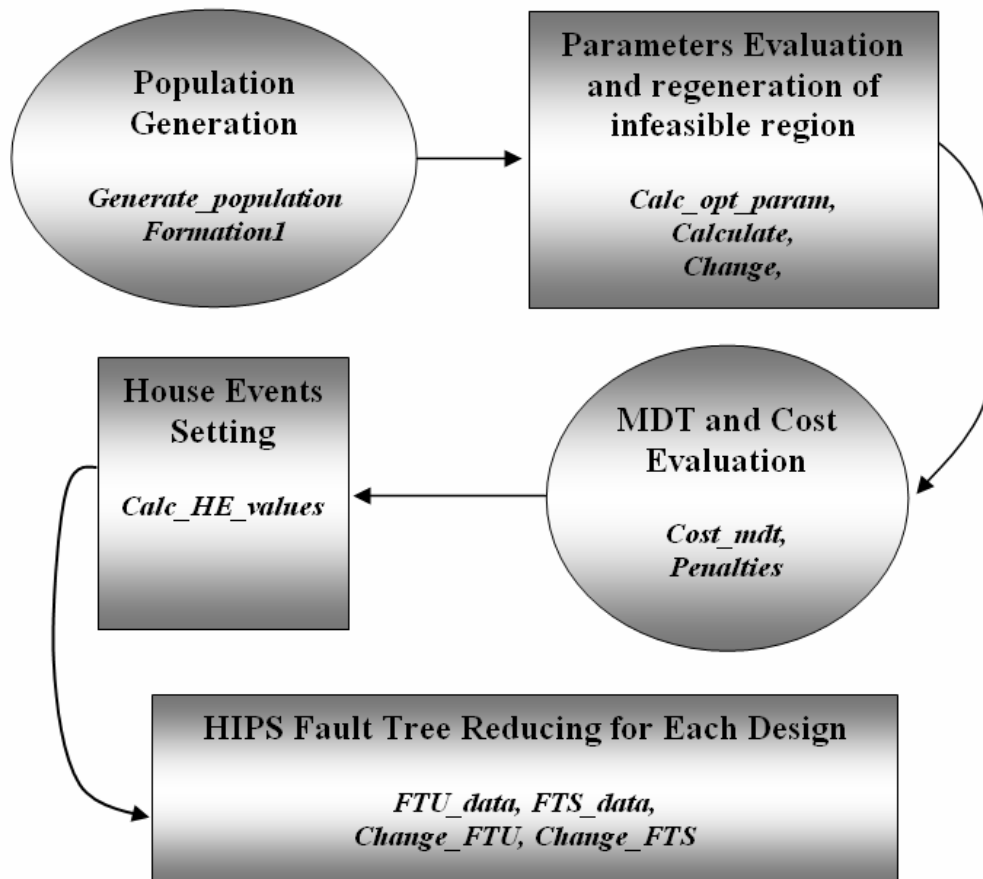 Population
Generation
Generate_population
Formation1
Parameters Evaluation
and regeneration of
infeasible region
Calc_opt_param,
Calculate,
Change,
MDT and Cost
Evaluation
Cost_mdt,
Penalties
House Events
Setting
Calc_HE_values
HIPS Fault Tree Reducing for Each Design
FTU_data, FTS_data,
Change_FTU, Change_FTS